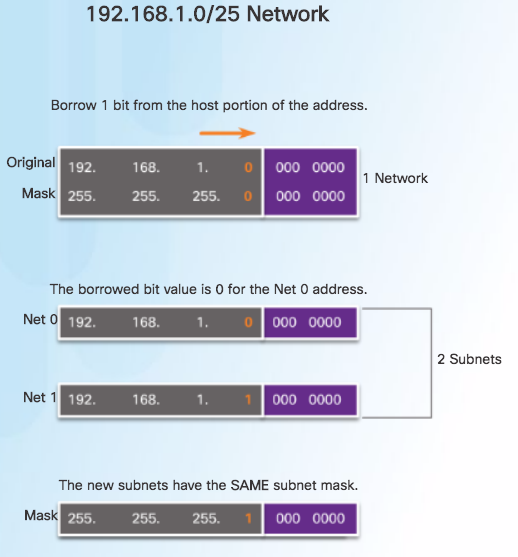 192.168.1.0/25 Network
Borrow 1 bit from the host portion of the address.
Original 192. 168. 1. 0 000 0000
Mask 255. 255. 255. 0 000 0000
1 Network
The borrowed bit value is 0 for the Net 0 address.
Net 0 192. 168. 1. 0 000 0000
2 Subnets
Net 1 192. 168. 1. 1 000 0000
The new subnets have the SAME subnet mask.
Mask 255. 255. 255. 1 000 0000